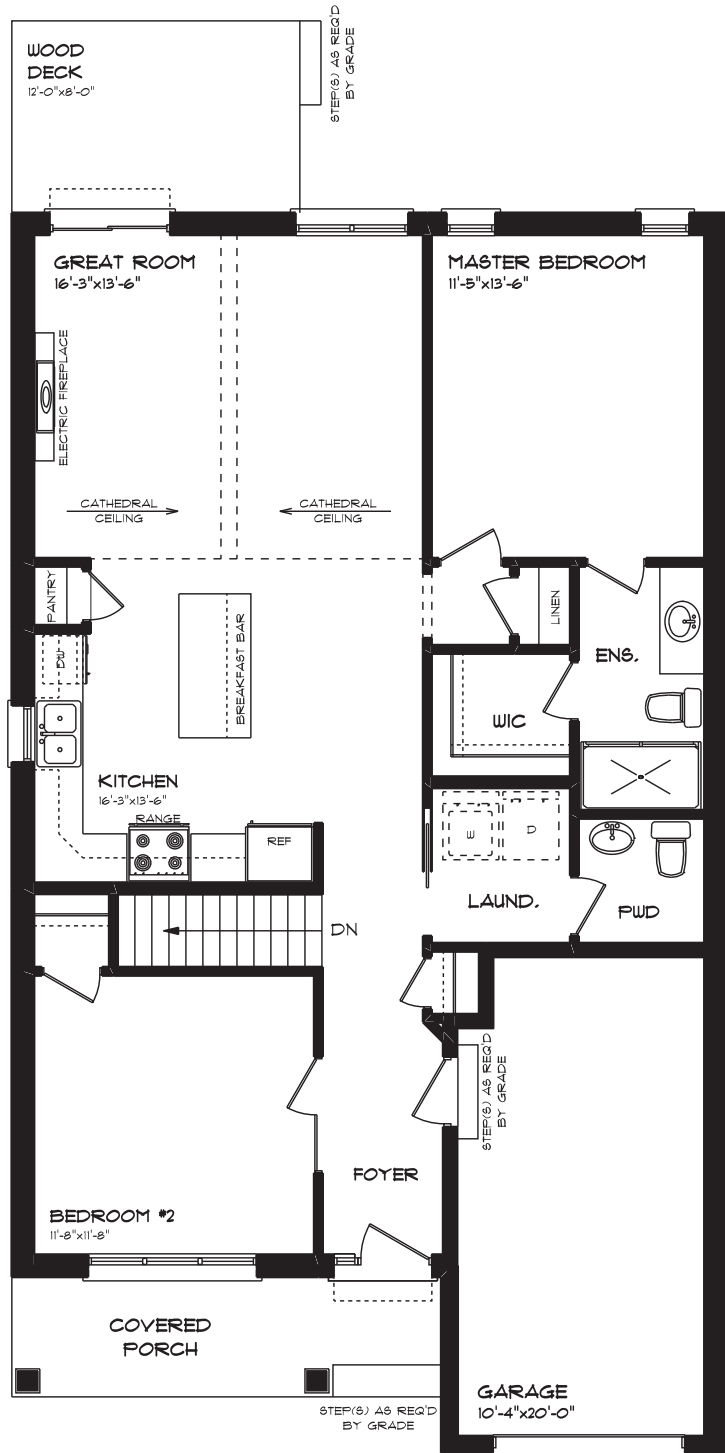 WOOD
DECK
12'-0"x8'-0"
STEP(S) AS REQ'D
BY GRADE
GREAT ROOM
16'-3"x13'-6"
MASTER BEDROOM
11'-5"x13'-6"
ELECTRIC FIREPLACE
CATHEDRAL
CEILING
CATHEDRAL
CEILING
PANTRY
LINEN
BREAKFAST BAR
DW
ENS.
WIC
KITCHEN
16'-3"x13'-6"
RANGE
REF
W
D
LAUND.
PWD
DN
STEP(S) AS REQ'D
BY GRADE
FOYER
BEDROOM #2
11'-8"x11'-8"
COVERED
PORCH
GARAGE
10'-4"x20'-0"
STEP(S) AS REQ'D
BY GRADE